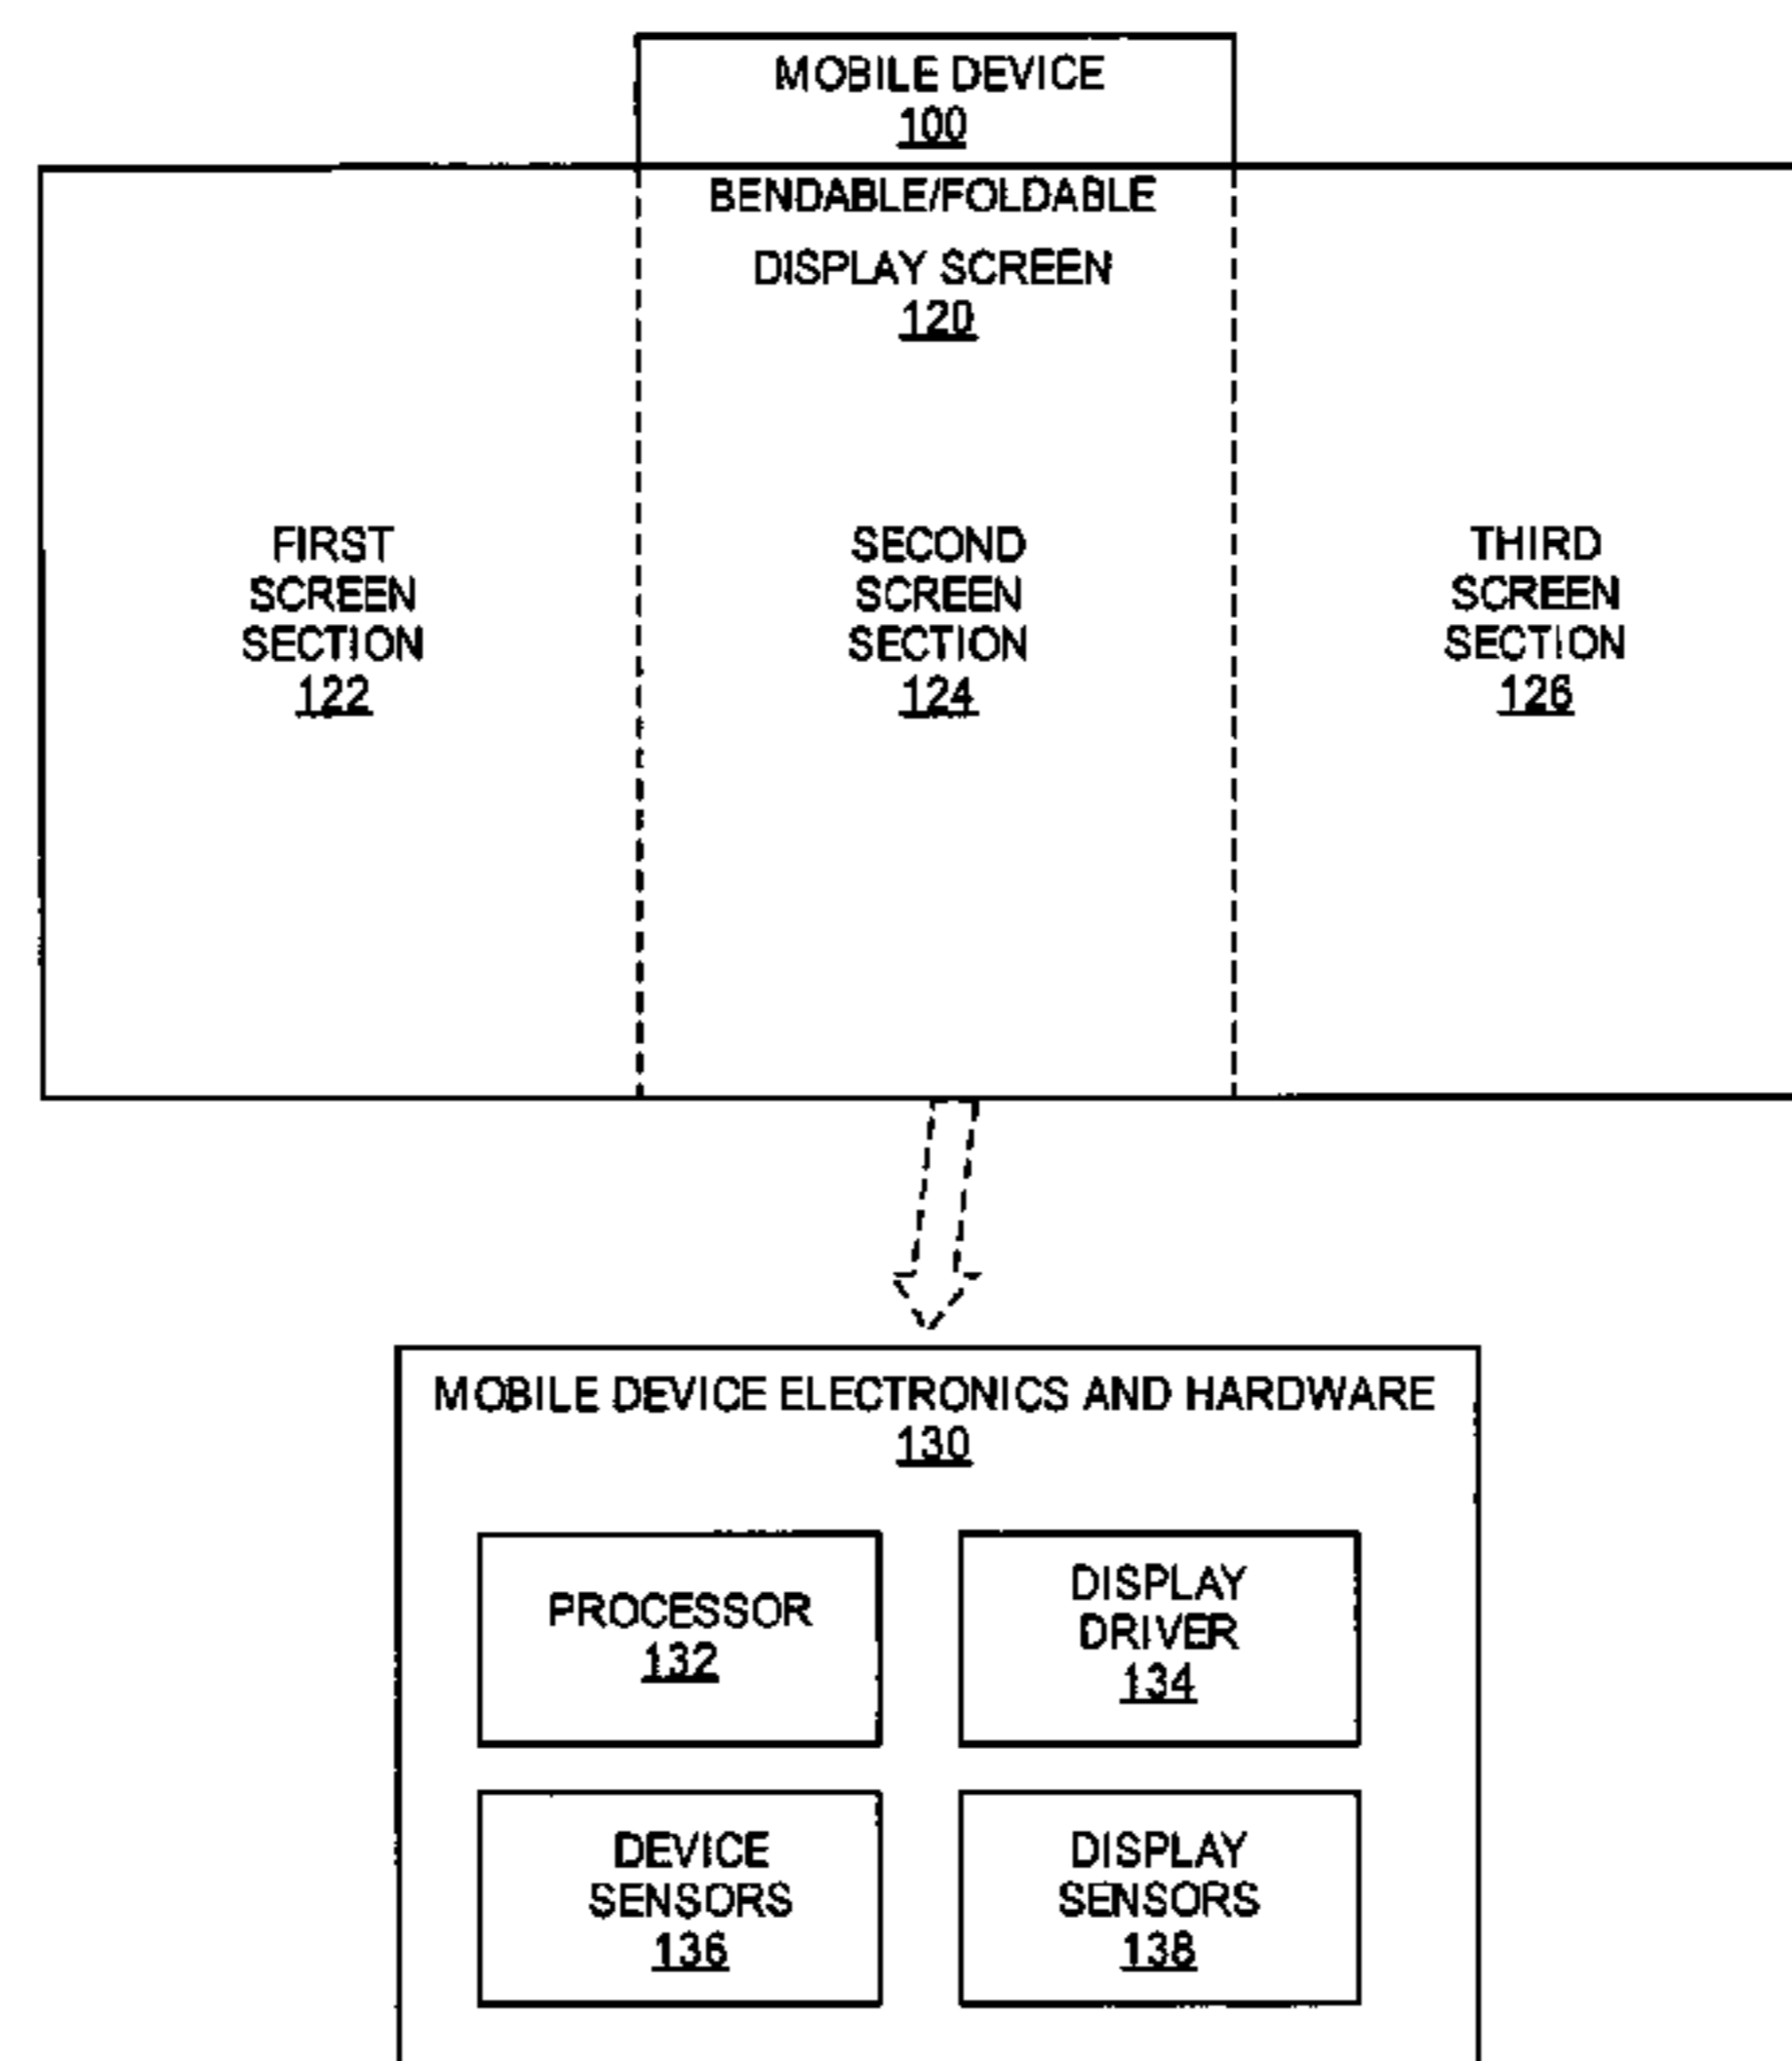 MOBILE DEVICE
100
BENDABLE/FOLDABLE
DISPLAY SCREEN
120
FIRST
SCREEN
SECTION
122
SECOND
SCREEN
SECTION
124
THIRD
SCREEN
SECTION
126
MOBILE DEVICE ELECTRONICS AND HARDWARE
130
PROCESSOR
132
DISPLAY
DRIVER
134
DEVICE
SENSORS
136
DISPLAY
SENSORS
138